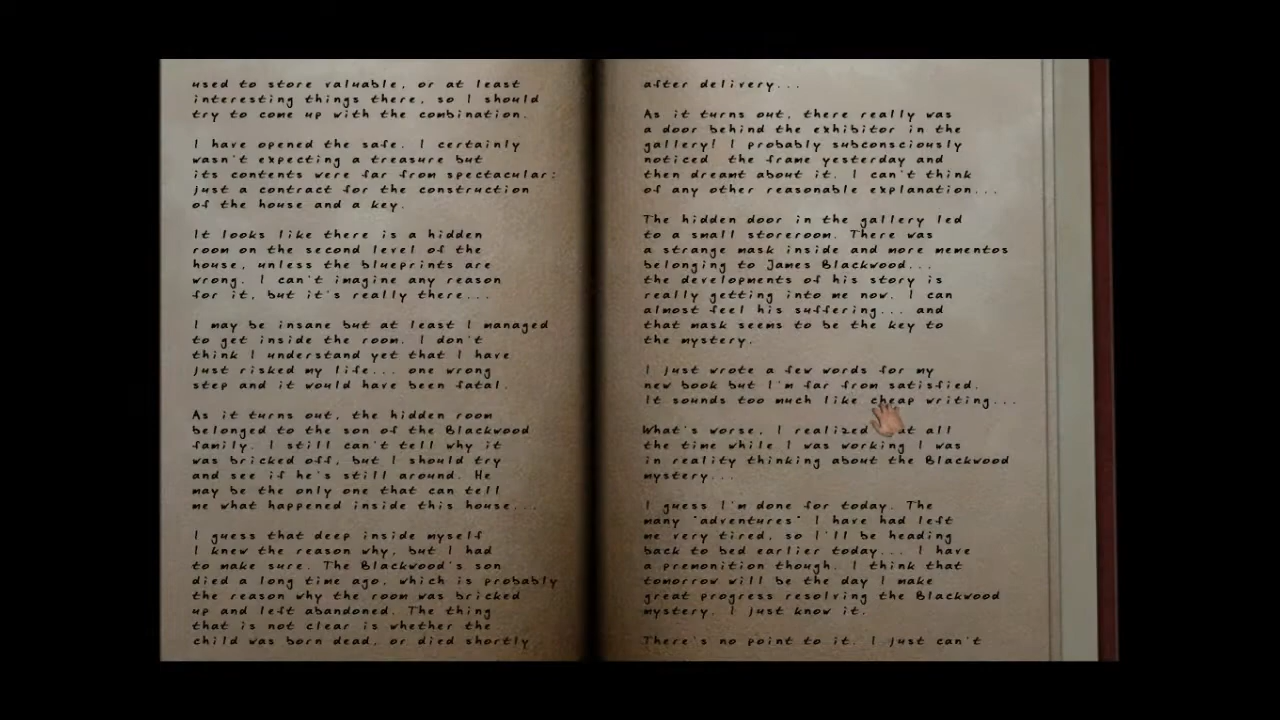 used to store valuable, or at least
interesting things there, so I should
try to come up with the combination.
I have opened the safe. I certainly
wasn't expecting a treasure but
its contents were far from spectacular:
just a contract for the construction
of the house and a key.
It looks like there is a hidden
room on the second level of the
house, unless the blueprints are
wrong. I can't imagine any reason
for it, but it's really there...
I may be insane but at least I managed
to get inside the room. I don't
think I understand yet that I have
just risked my life... one wrong
step and it would have been fatal.
As it turns out, the hidden room
belonged to the son of the Blackwood
family. I still can't tell why it
was bricked off, but I should try
and see if he's still around. He
may be the only one that can tell
me what happened inside this house...
I guess that deep inside myself
I knew the reason why, but I had
to make sure. The Blackwood's son
died a long time ago, which is probably
the reason why the room was bricked
up and left abandoned. The thing
that is not clear is whether the
child was born dead, or died shortly
after delivery...
As it turns out, there really was
a door behind the exhibitor in the
gallery! I probably subconsciously
noticed the frame yesterday and
then dreamt about it. I can't think
of any other reasonable explanation...
The hidden door in the gallery led
to a small storeroom. There was
a strange mask inside and more mementos
belonging to James Blackwood...
the developments of his story is
really getting into me now. I can
almost feel his suffering... and
that mask seems to be the key to
the mystery.
I just wrote a few words for my
new book but I'm far from satisfied.
It sounds too much like cheap writing...
What's worse, I realized all
the time while I was working I was
in reality thinking about the Blackwood
mystery...
I guess I'm done for today. The
many "adventures" I have had left
me very tired, so I'll be heading
back to bed earlier today... I have
a premonition though. I think that
tomorrow will be the day I make
great progress resolving the Blackwood
mystery. I just know it.
There's no point to it. I just can't